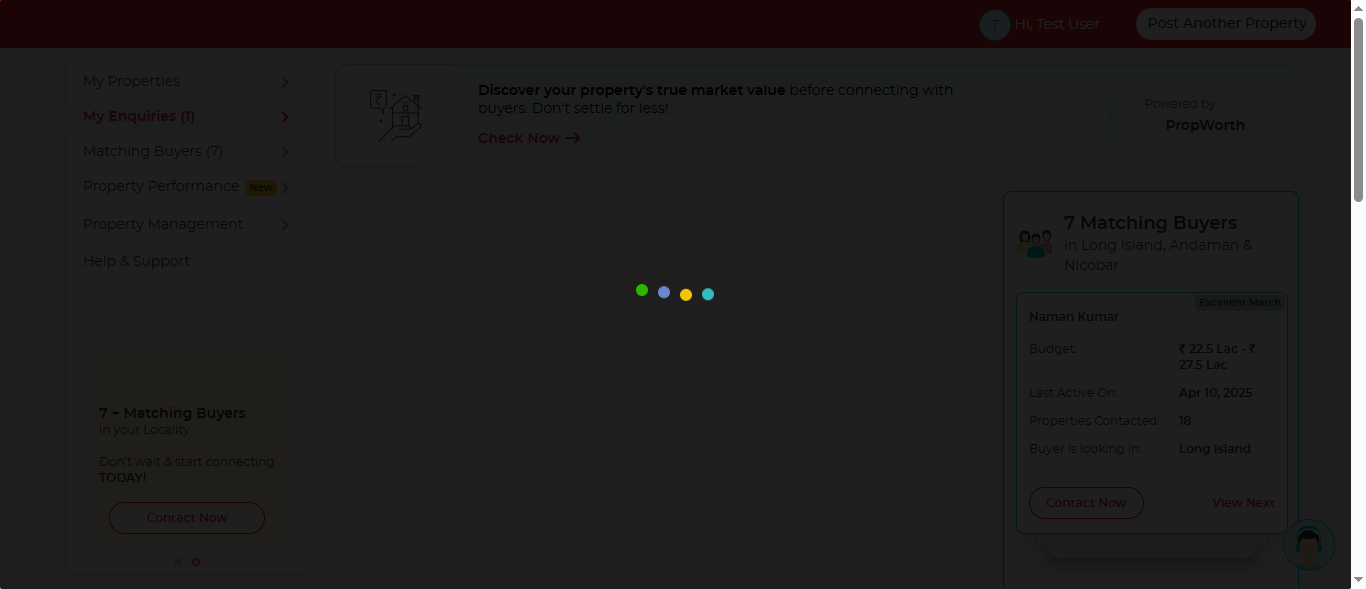 T Hi, Test User
Post Another Property
My Properties
My Enquiries (1)
Matching Buyers (7)
Property Performance New
Property Management
Help & Support
7 + Matching Buyers
in your Locality
Don't wait & start connecting
TODAY!
Contact Now
₹
Discover your property's true market value before connecting with
buyers. Don't settle for less!
Check Now →
Powered by
PropWorth
7 Matching Buyers
in Long Island, Andaman &
Nicobar
Excellent Match
Naman Kumar
Budget: ₹ 22.5 Lac - ₹
27.5 Lac
Last Active On: Apr 10, 2025
Properties Contacted: 18
Buyer is looking in: Long Island
Contact Now
View Next